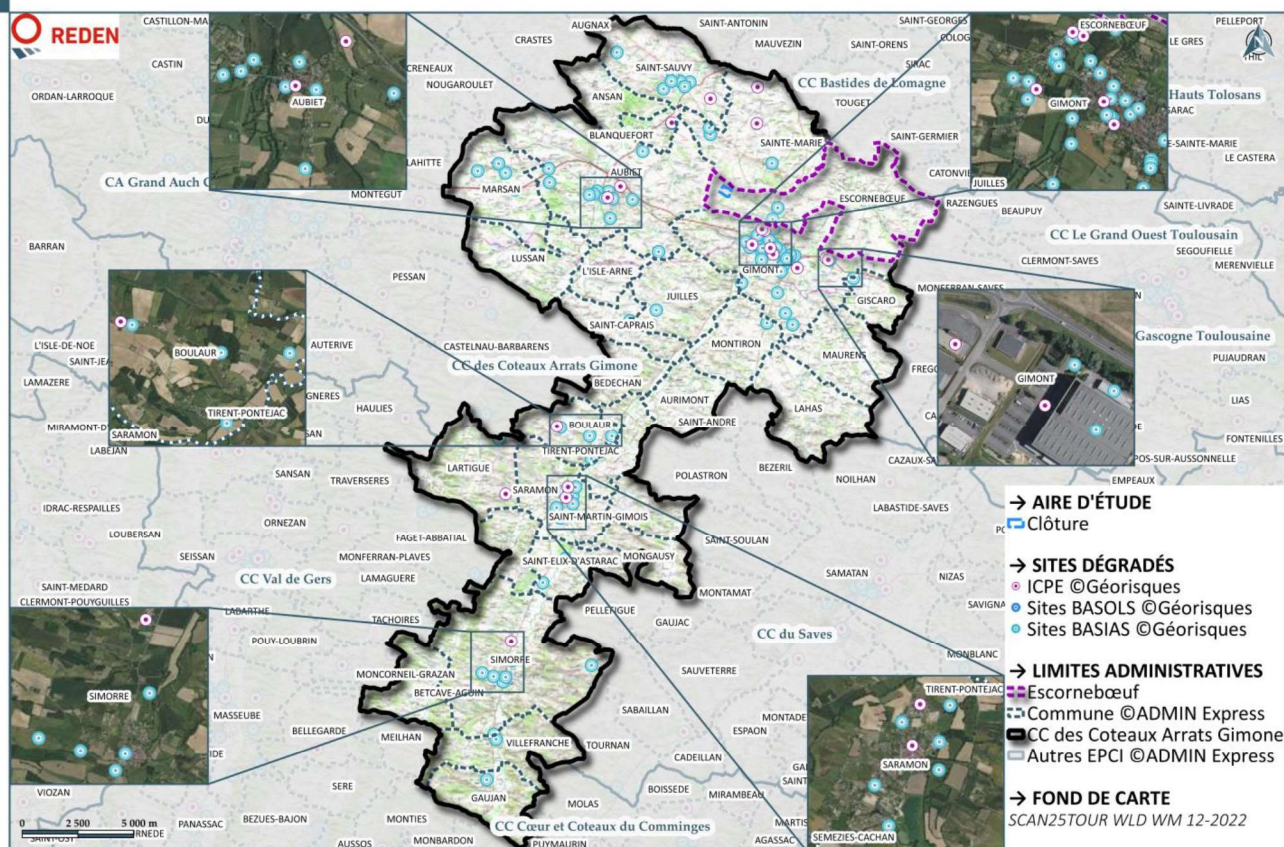 REDEN
CASTILLON-MA
AUGNAX
SAINT-ANTONIN
SAINT-GEORGES
PELLEPORT
CRASTES
MAUVEZIN
SAINT-ORENS
COLOG
ESCORNEBŒUF
LE GRES
CASTIN
CRENEAUX
SAINT-SAUVY
SIRAC
THIL
NOUGAROULET
CC Bastides de Lomagne
ORDAN-LARROQUE
AUBIET
ANSAN
TOUGET
GIMONT
Hauts Tolosans
SARAC
DU
BLANQUEFORT
SAINT-GERMIER
SAINTE-MARIE
E-SAINTE-MARIE
LAHITTE
AUBIET
LE CASTERA
CATONVI
CA Grand Auch C
MARSAN
JUILLES
MONTEGUT
ESCORNEBŒUF
RAZENGUES
BEAUPUY
SAINTE-LIVRADE
CC Le Grand Ouest Toulousain
BARRAN
LUSSAN
SEGOUFIELLE
CLERMONT-SAVES
MERENVIELLE
PESSAN
L'ISLE-ARNE
GIMONT
MONFERRAN-SAVES
JUILLES
GISCARO
SAINT-CAPRAIS
Gascogne Toulousaine
L'ISLE-DE-NOE
AUTERIVE
CASTELNAU-BARBARENS
MONTIRON
BOULAUR
MAURENS
PUJAUDRAN
SAINT-JEA
CC des Coteaux Arrats Gimone
FREGO
GIMONT
LAMAZERE
BEDECHAN
GNERES
AURIMONT
LIAS
HAULIES
LAHAS
TIRENT-PONTEJAC
SAINT-ANDRE
CA
MIRAMONT-D'
SARAMON
SAN
BOULAUR
FONTENILLES
LABEJAN
TIRENT-PONTEJAC
BEZERIL
CAZAUX-SA
POS-SUR-AUSSONNELLE
LARTIGUE
POLASTRON
NOILHAN
EMPEAUX
SANSAN
TRAVERSERES
SARAMON
→ AIRE D'ÉTUDE
IDRAC-RESPAILLES
SAINT-MARTIN-GIMOIS
LABASTIDE-SAVES
Clôture
ORNEZAN
LOUBERSAN
FAGET-ABBATIAL
SAINT-SOULAN
SEISSAN
MONFERRAN-PLAVES
SAINT-ELIX-D'ASTARAC
MONGAUSY
→ SITES DÉGRADÉS
CC Val de Gers
LAMAGUERE
SAMATAN
NIZAS
ICPE ©Géorisques
SAINT-MEDARD
MONTAMAT
CLERMONT-POUYGUILLES
SAVIGNA
Sites BASOLS ©Géorisques
LABARTHE
TACHOIRES
PELLEFIGUE
GAUJAC
Sites BASIAS ©Géorisques
POUY-LOUBRIN
CC du Saves
SIMORRE
MONBLANC
→ LIMITES ADMINISTRATIVES
MONCORNEIL-GRAZAN
SAUVETERRE
SIMORRE
BETCAVE-AGUIN
TIRENT-PONTEJAC
Escornebœuf
MASSEUBE
SABAILLAN
MONTADE
Commune ©ADMIN Express
BELLEGARDE
ESPAON
CC des Coteaux Arrats Gimone
MEILHAN
VILLEFRANCHE
TOURNAN
IDE
CADEILLAN
SARAMON
Autres EPCI ©ADMIN Express
SERE
SAINT
VIOZAN
GAUJAN
BOISSEDE
MIRAMBEAU
→ FOND DE CARTE
MOLAS
0 2 500 5 000 m
PANASSAC
BEZUES-BAJON
MONTIES
CC Cœur et Coteaux du Comminges
MARTIS
SCAN25TOUR WLD WM 12-2022
RNEDE
SEMEZIES-CACHAN
AUSSOS
MONBARDON
PUYMAURIN
AGASSAC